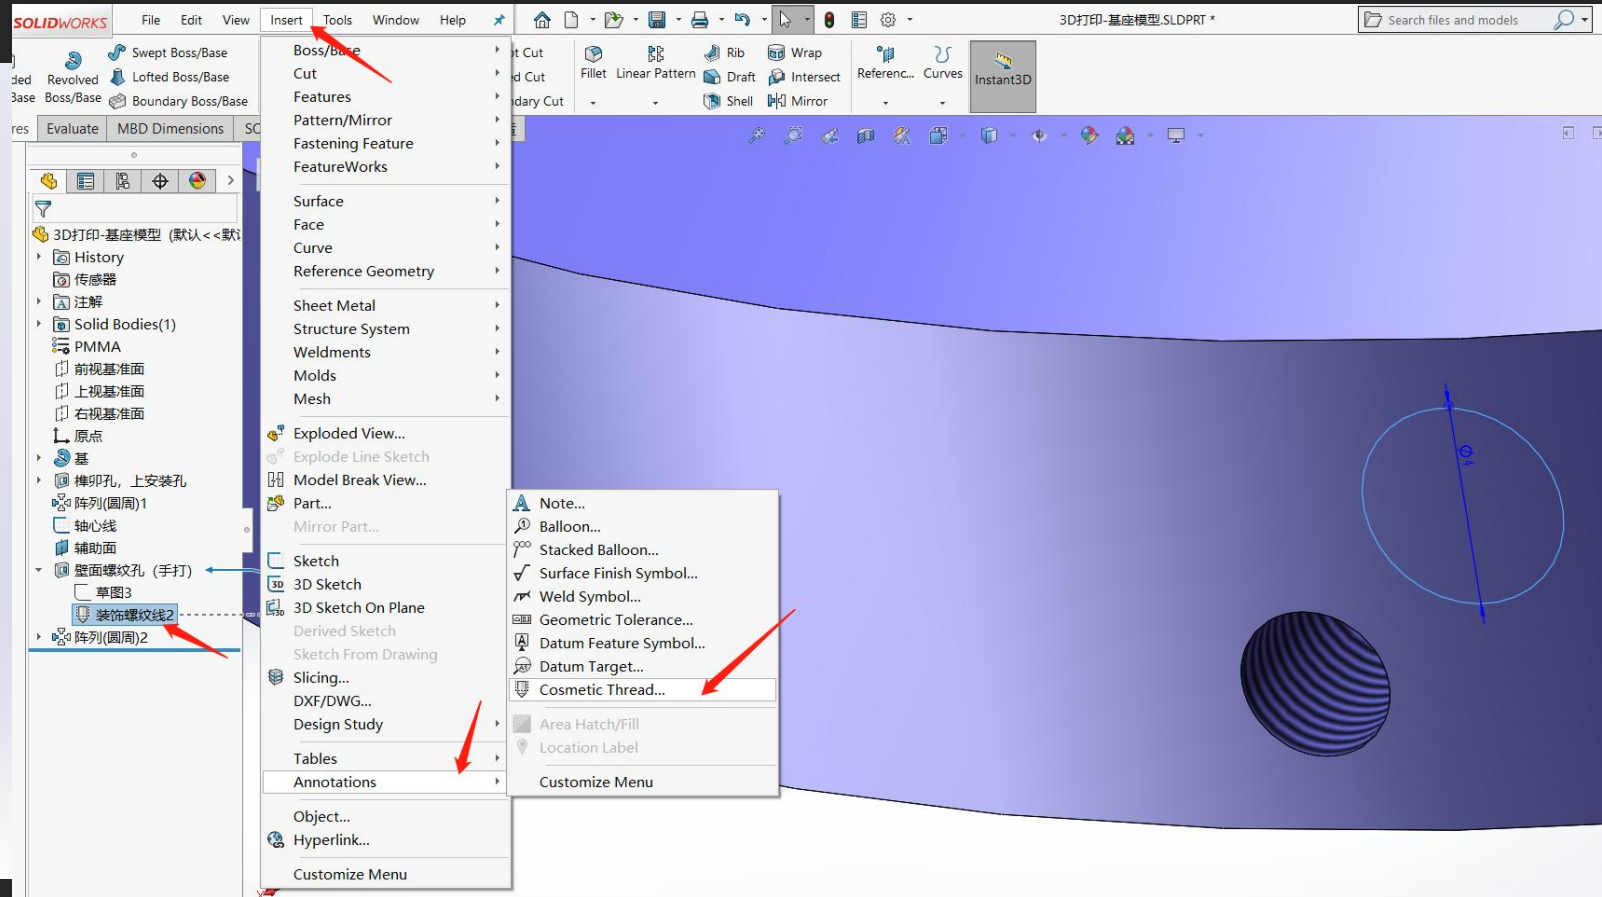 SOLIDWORKS
File Edit View Insert Tools Window Help
3D打印-基座模型.SLDPRT *
Search files and models
Revolved
Boss/Base
Swept Boss/Base
Lofted Boss/Base
Boundary Boss/Base
Cut
Cut
Cut
Fillet
Linear Pattern
Rib
Draft
Shell
Wrap
Intersect
Mirror
Referenc...
Curves
Instant3D
Evaluate
MBD Dimensions
3D打印-基座模型 (默认<<默认
History
传感器
注解
Solid Bodies(1)
PMMA
前视基准面
上视基准面
右视基准面
原点
基
榫卯孔，上安装孔
阵列(圆周)1
轴心线
辅助面
壁面螺纹孔（手打）
草图3
装饰螺纹线2
阵列(圆周)2
Boss/Base
Cut
Features
Pattern/Mirror
Fastening Feature
FeatureWorks
Surface
Face
Curve
Reference Geometry
Sheet Metal
Structure System
Weldments
Molds
Mesh
Exploded View...
Explode Line Sketch
Model Break View...
Part...
Mirror Part...
Sketch
3D Sketch
3D Sketch On Plane
Derived Sketch
Sketch From Drawing
Slicing...
DXF/DWG...
Design Study
Tables
Annotations
Object...
Hyperlink...
Customize Menu
Note...
Balloon...
Stacked Balloon...
Surface Finish Symbol...
Weld Symbol...
Geometric Tolerance...
Datum Feature Symbol...
Datum Target...
Cosmetic Thread...
Area Hatch/Fill
Location Label
Customize Menu
Ø4